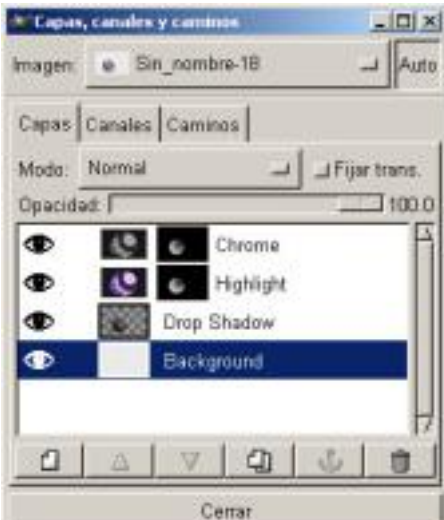 Capas, canales y caminos
Imagen: Sin_nombre-18 Auto
Capas Canales Caminos
Modo: Normal Fijar trans.
Opacidad: 100.0
Chrome
Highlight
Drop Shadow
Background
Cerrar